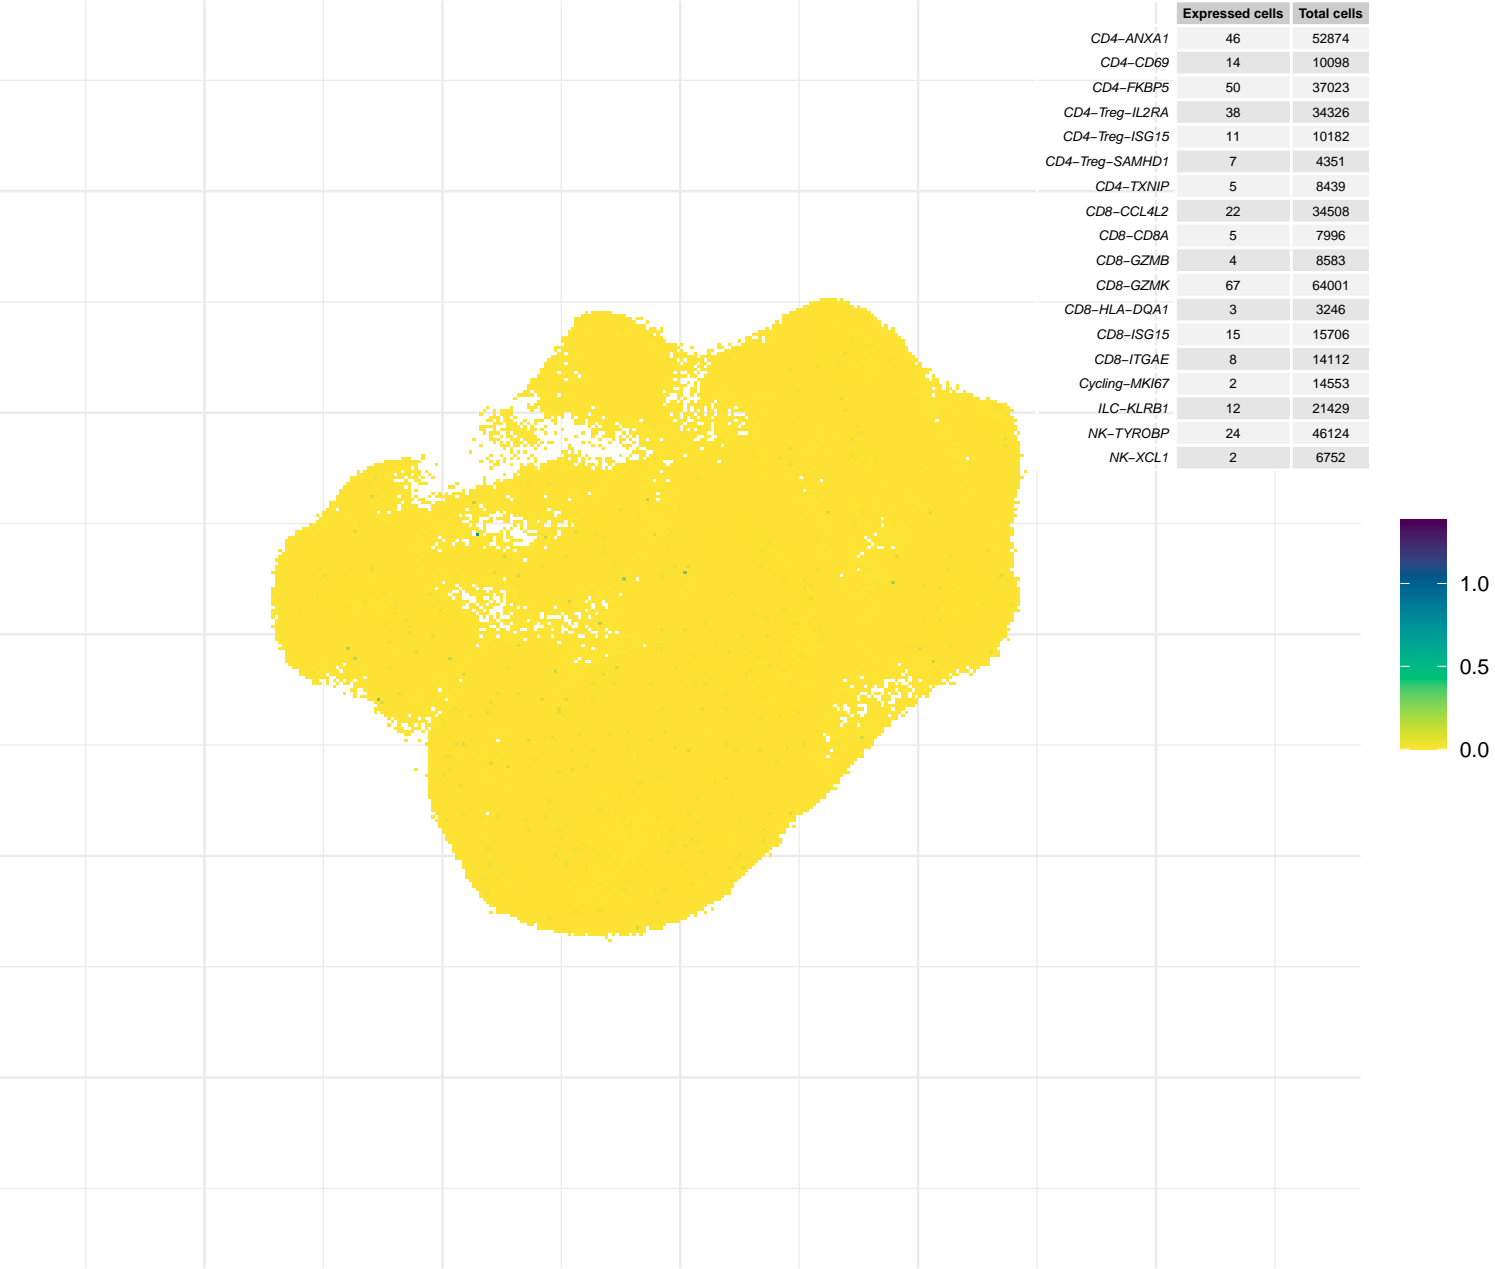 Expressed cells Total cells
CD4−ANXA1 46 52874
CD4−CD69 14 10098
CD4−FKBP5 50 37023
CD4−Treg−IL2RA 38 34326
CD4−Treg−ISG15 11 10182
CD4−Treg−SAMHD1 7 4351
CD4−TXNIP 5 8439
CD8−CCL4L2 22 34508
CD8−CD8A 5 7996
CD8−GZMB 4 8583
CD8−GZMK 67 64001
CD8−HLA−DQA1 3 3246
CD8−ISG15 15 15706
CD8−ITGAE 8 14112
Cycling−MKI67 2 14553
ILC−KLRB1 12 21429
NK−TYROBP 24 46124
NK−XCL1 2 6752
1.0
0.5
0.0